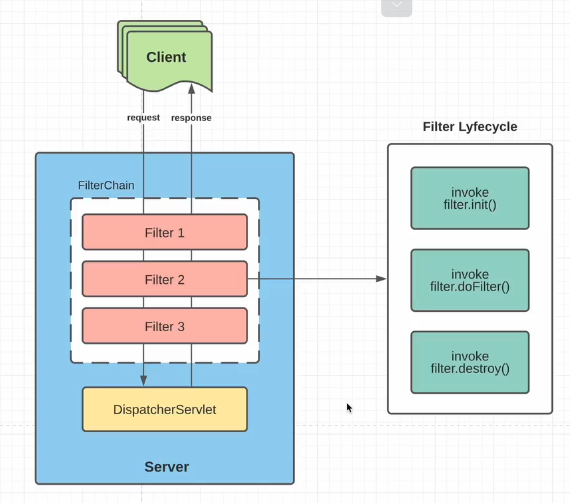 Client
request
response
Filter Lyfecycle
FilterChain
invoke
filter.init()
Filter 1
Filter 2
invoke
filter.doFilter()
Filter 3
invoke
filter.destroy()
DispatcherServlet
Server